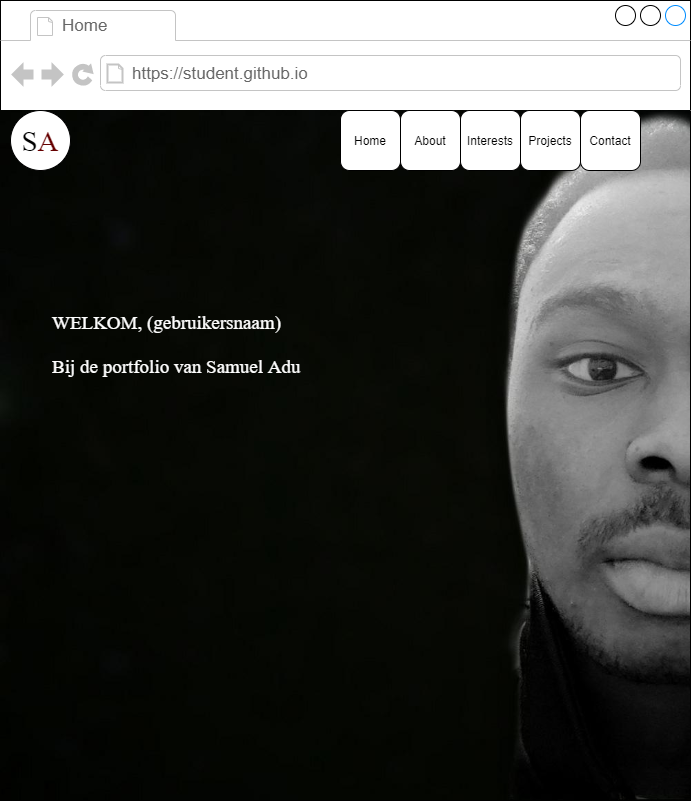 Home
https://student.github.io
SA
Home About Interests Projects Contact
WELKOM, (gebruikersnaam)
Bij de portfolio van Samuel Adu